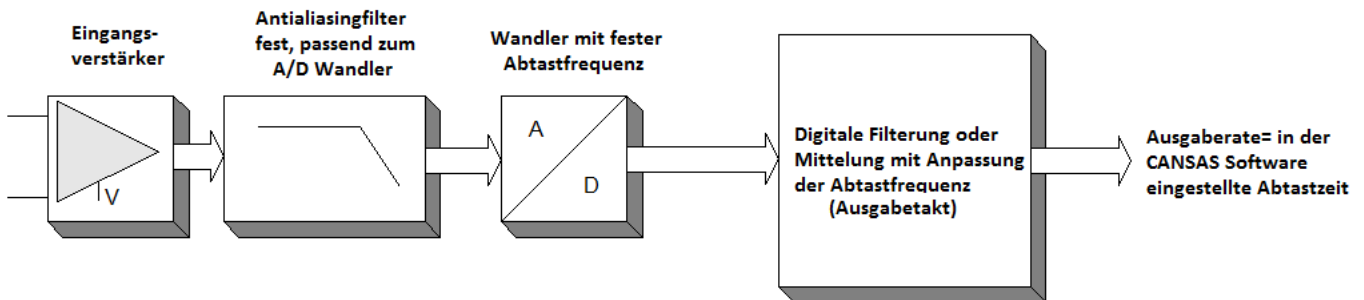 Eingangs-
verstärker
V
Antialiasingfilter
fest, passend zum
A/D Wandler
Wandler mit fester
Abtastfrequenz
A
D
Digitale Filterung oder
Mittelung mit Anpassung
der Abtastfrequenz
(Ausgabetakt)
Ausgaberate= in der
CANSAS Software
eingestellte Abtastzeit